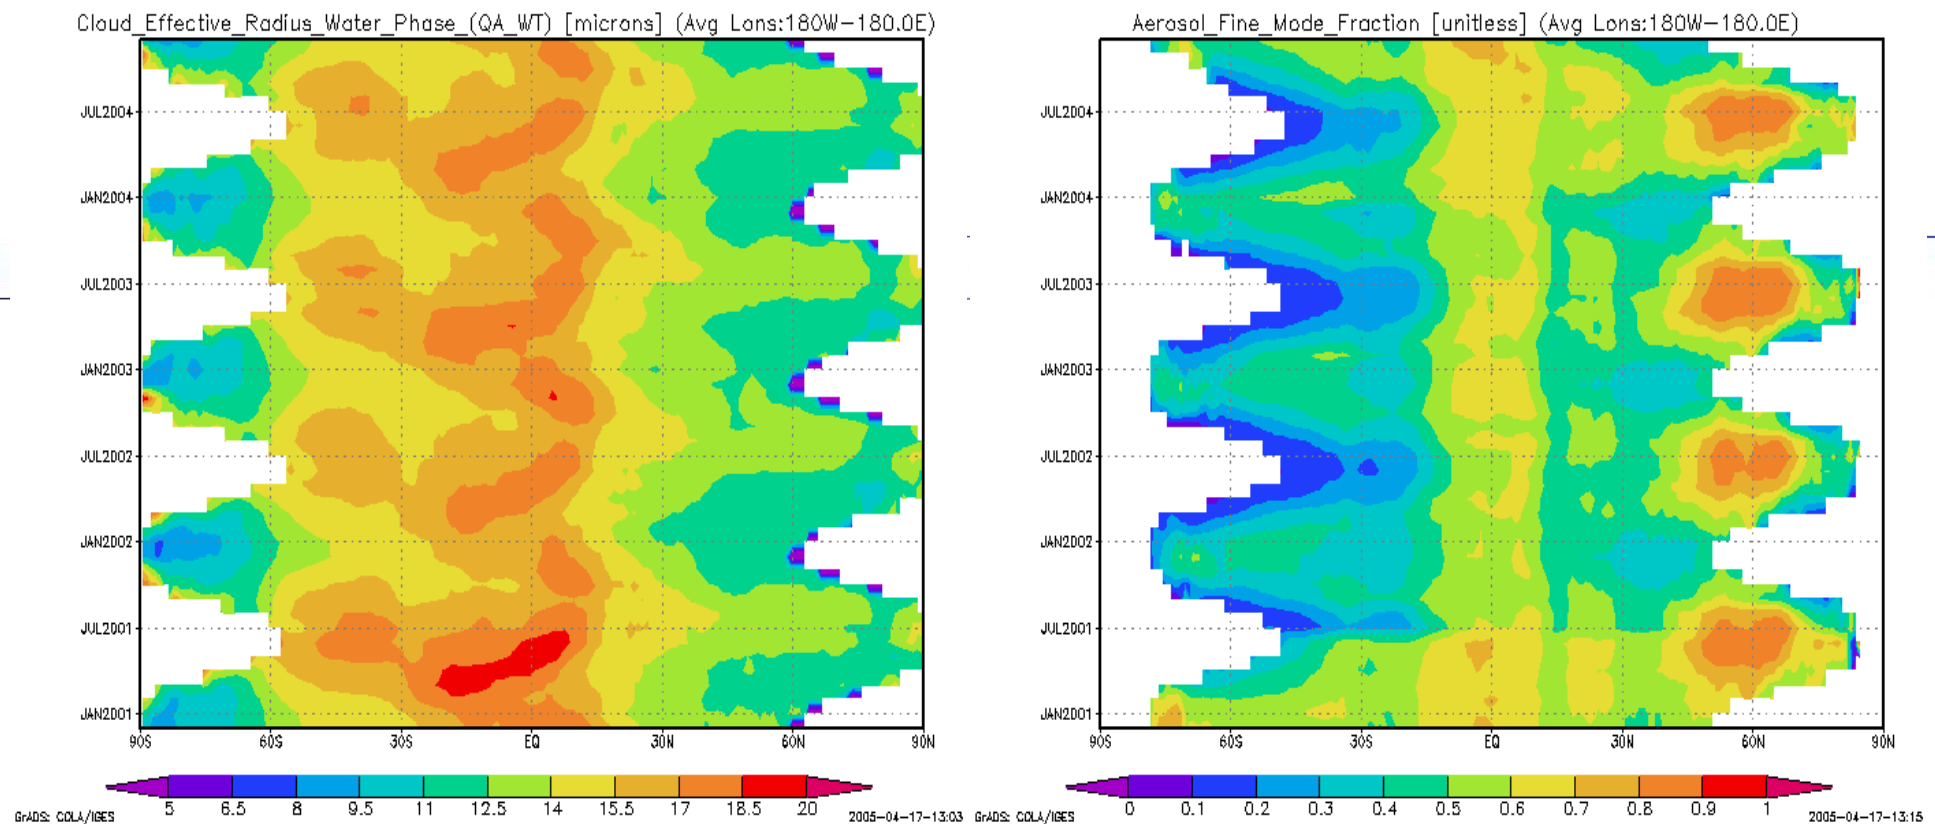 Cloud_Effective_Radius_Water_Phase_(QA_WT) [microns] (Avg Lons:180W-180.0E)
JUL2004
JAN2004
JUL2003
JAN2003
JUL2002
JAN2002
JUL2001
JAN2001
90S 60S 30S EQ 30N 60N 90N
5 6.5 8 9.5 11 12.5 14 15.5 17 18.5 20
GrADS: COLA/IGES 2005-04-17-13:03
Aerosol_Fine_Mode_Fraction [unitless] (Avg Lons:180W-180.0E)
JUL2004
JAN2004
JUL2003
JAN2003
JUL2002
JAN2002
JUL2001
JAN2001
90S 60S 30S EQ 30N 60N 90N
0 0.1 0.2 0.3 0.4 0.5 0.6 0.7 0.8 0.9 1
GrADS: COLA/IGES 2005-04-17-13:15